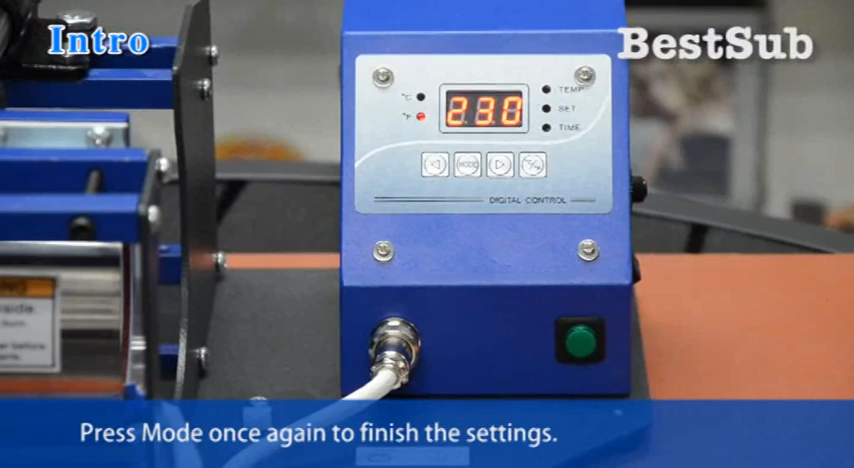 Intro
BestSub
°C
°F
230
TEMP
SET
TIME
MODE
°C/°F
DIGITAL CONTROL
Press Mode once again to finish the settings.